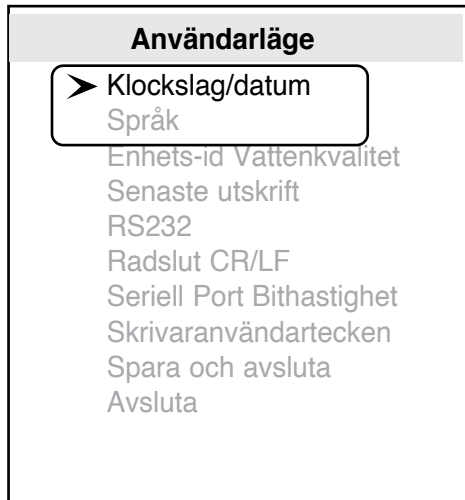 Användarläge
Klockslag/datum
Språk
Enhets-id Vattenkvalitet
Senaste utskrift
RS232
Radslut CR/LF
Seriell Port Bithastighet
Skrivaranvändartecken
Spara och avsluta
Avsluta